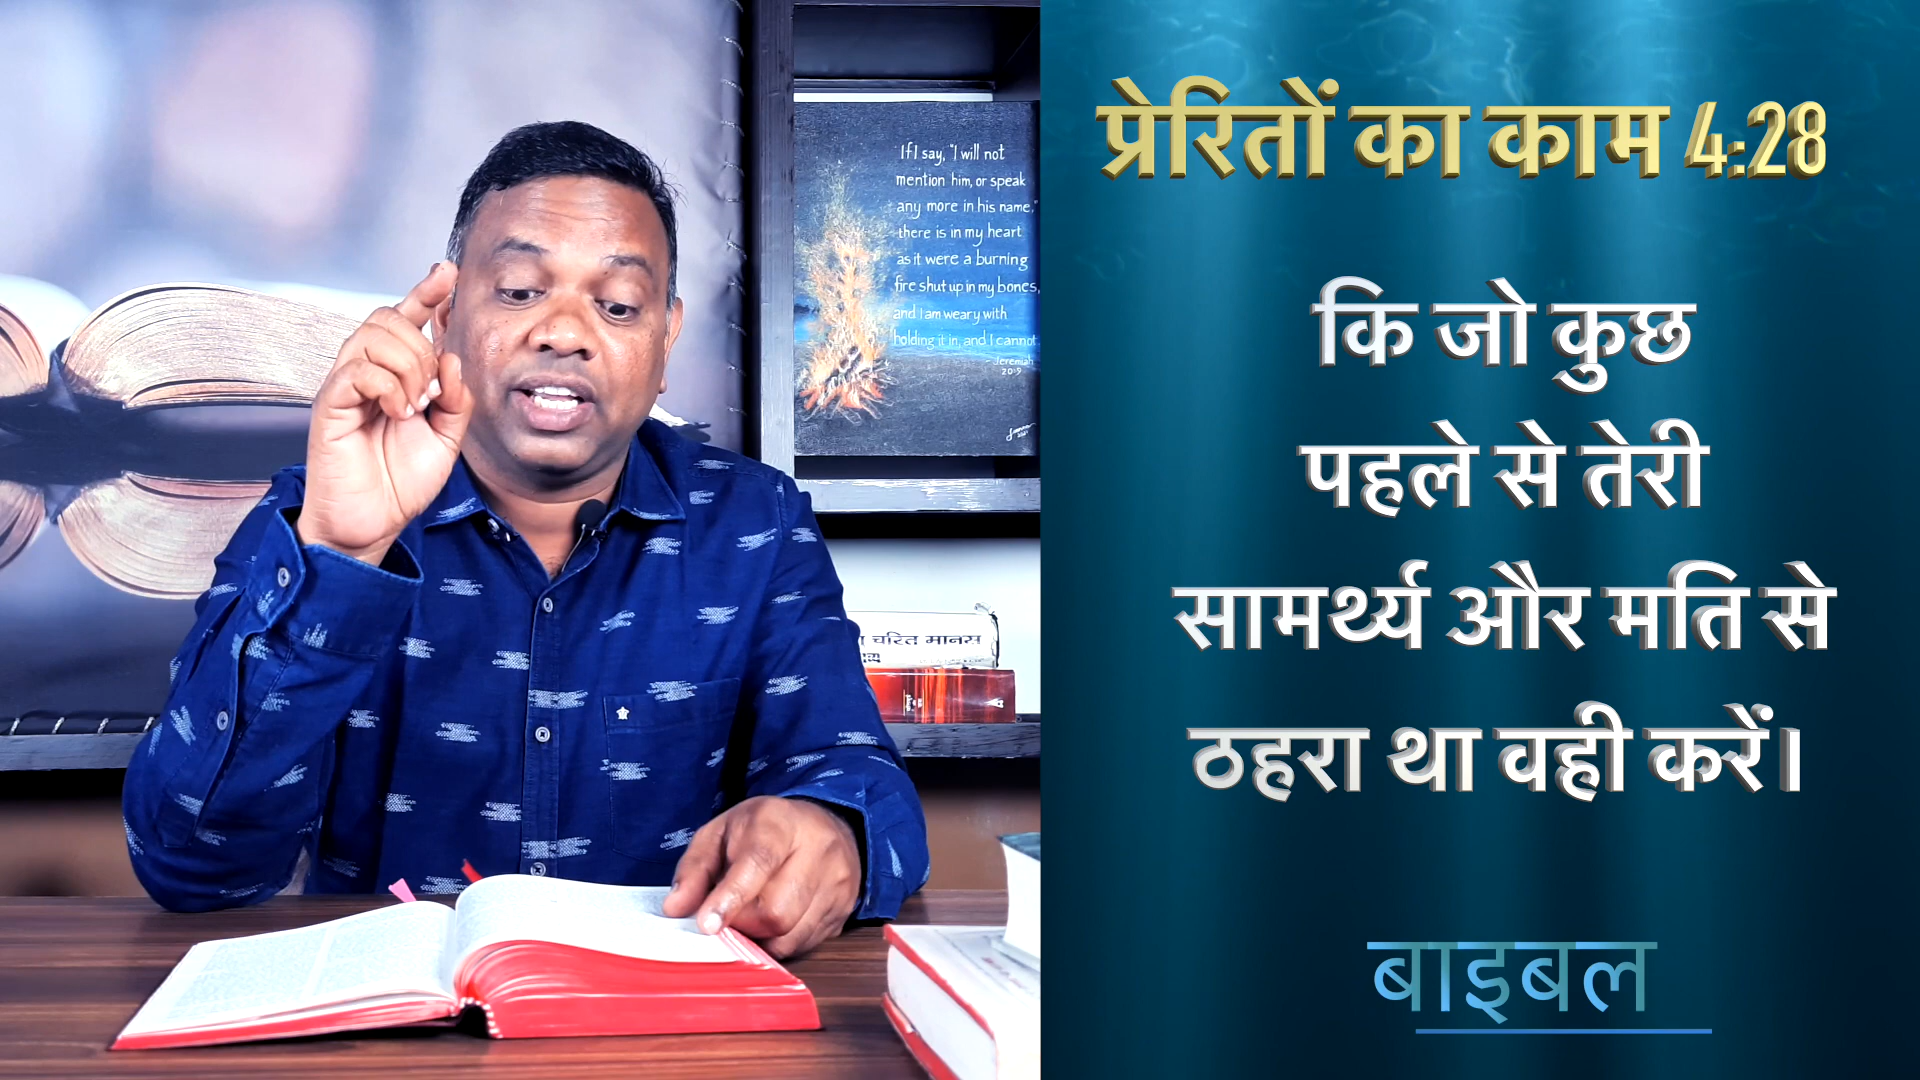 If I say, "I will not
mention him, or speak
any more in his name,"
there is in my heart
as it were a burning
fire shut up in my bones,
and I am weary with
holding it in, and I cannot
- Jeremiah
20:9
चरित मानस
प्रेरितों का काम 4:28
कि जो कुछ
पहले से तेरी
सामर्थ्य और मति से
ठहरा था वही करें।
बाइबल